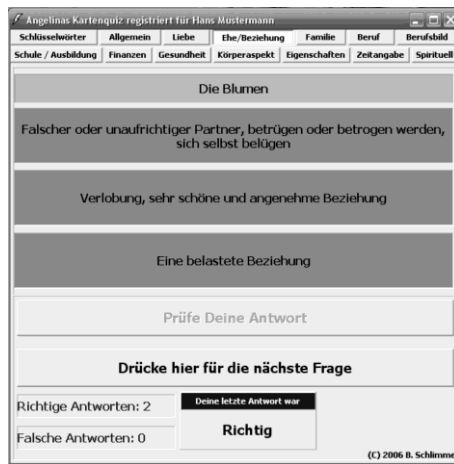 Angelinas Kartenquiz registriert für Hans Mustermann
Schlüsselwörter Allgemein Liebe Ehe/Beziehung Familie Beruf Berufsbild
Schule / Ausbildung Finanzen Gesundheit Körperaspekt Eigenschaften Zeitangabe Spirituell
Die Blumen
Falscher oder unaufrichtiger Partner, betrügen oder betrogen werden,
sich selbst belügen
Verlobung, sehr schöne und angenehme Beziehung
Eine belastete Beziehung
Prüfe Deine Antwort
Drücke hier für die nächste Frage
Richtige Antworten: 2
Deine letzte Antwort war
Richtig
Falsche Antworten: 0
(C) 2006 B. Schlimme